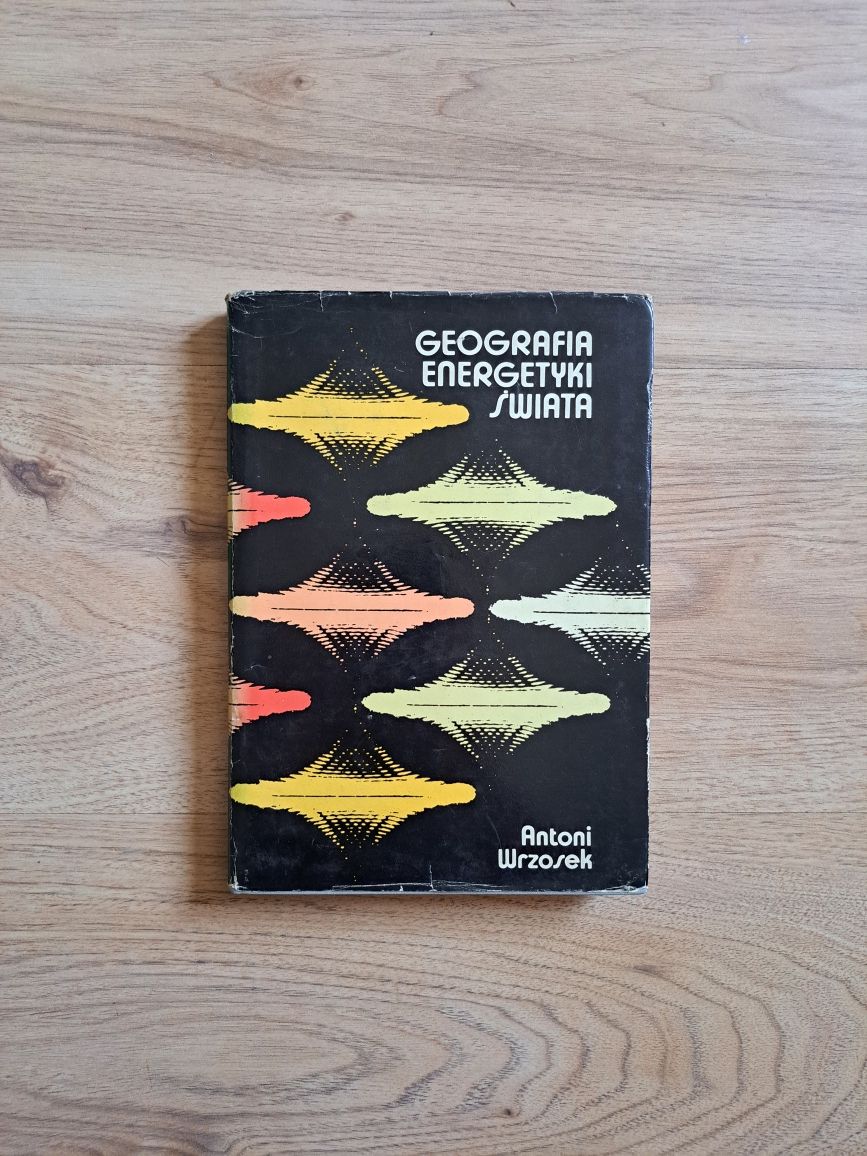 GEOGRAFIA
ENERGETYKI
ŚWIATA
Antoni
Wrzosek